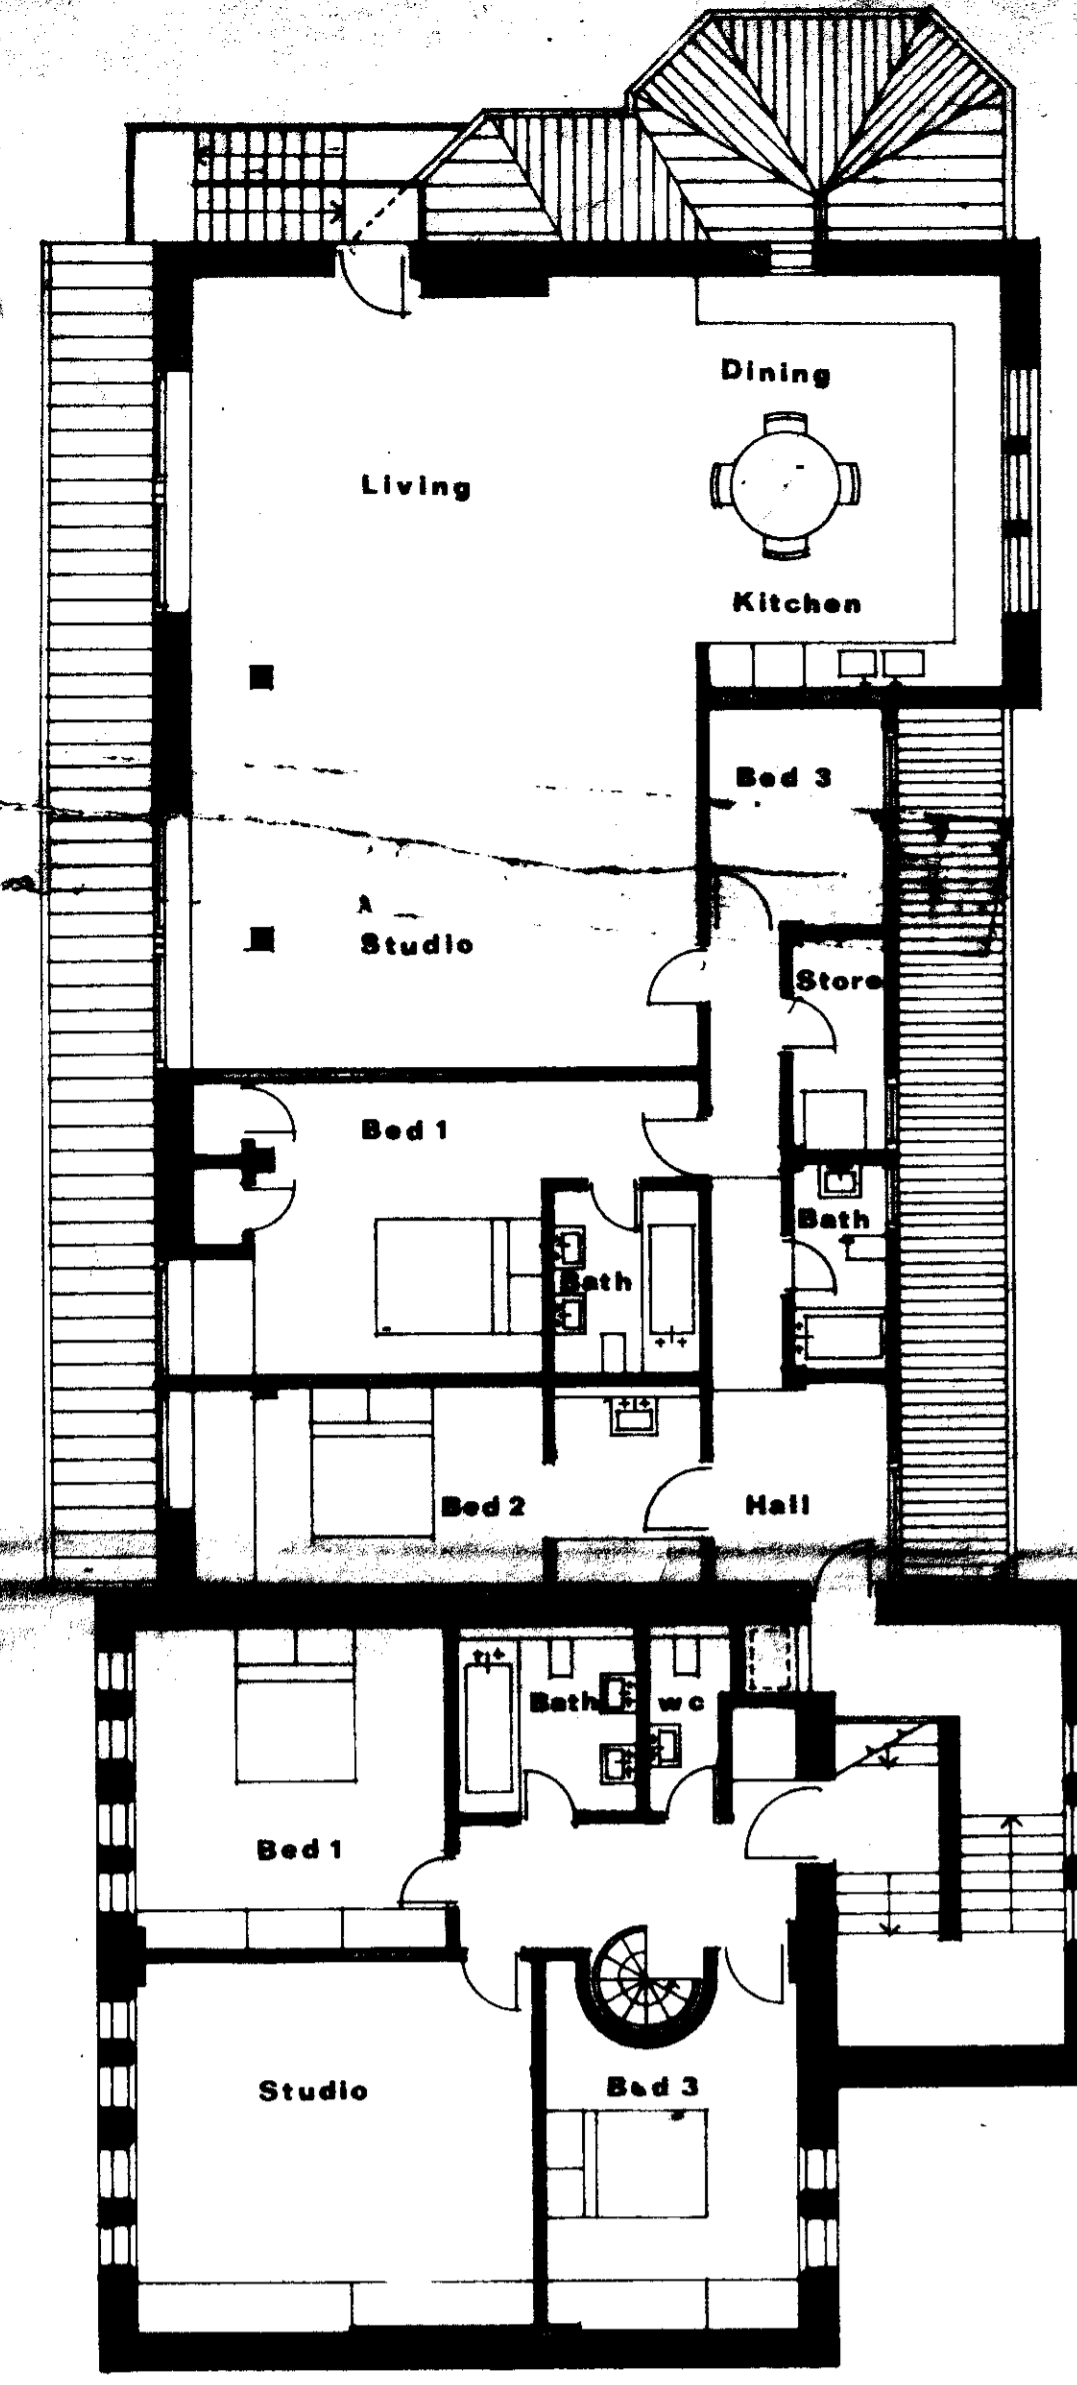 Dining
Living
Kitchen
Bed 3
Studio
Store
Bed 1
Bath
Bath
Bed 2
Hall
Bath
wc
Bed 1
Studio
Bed 3